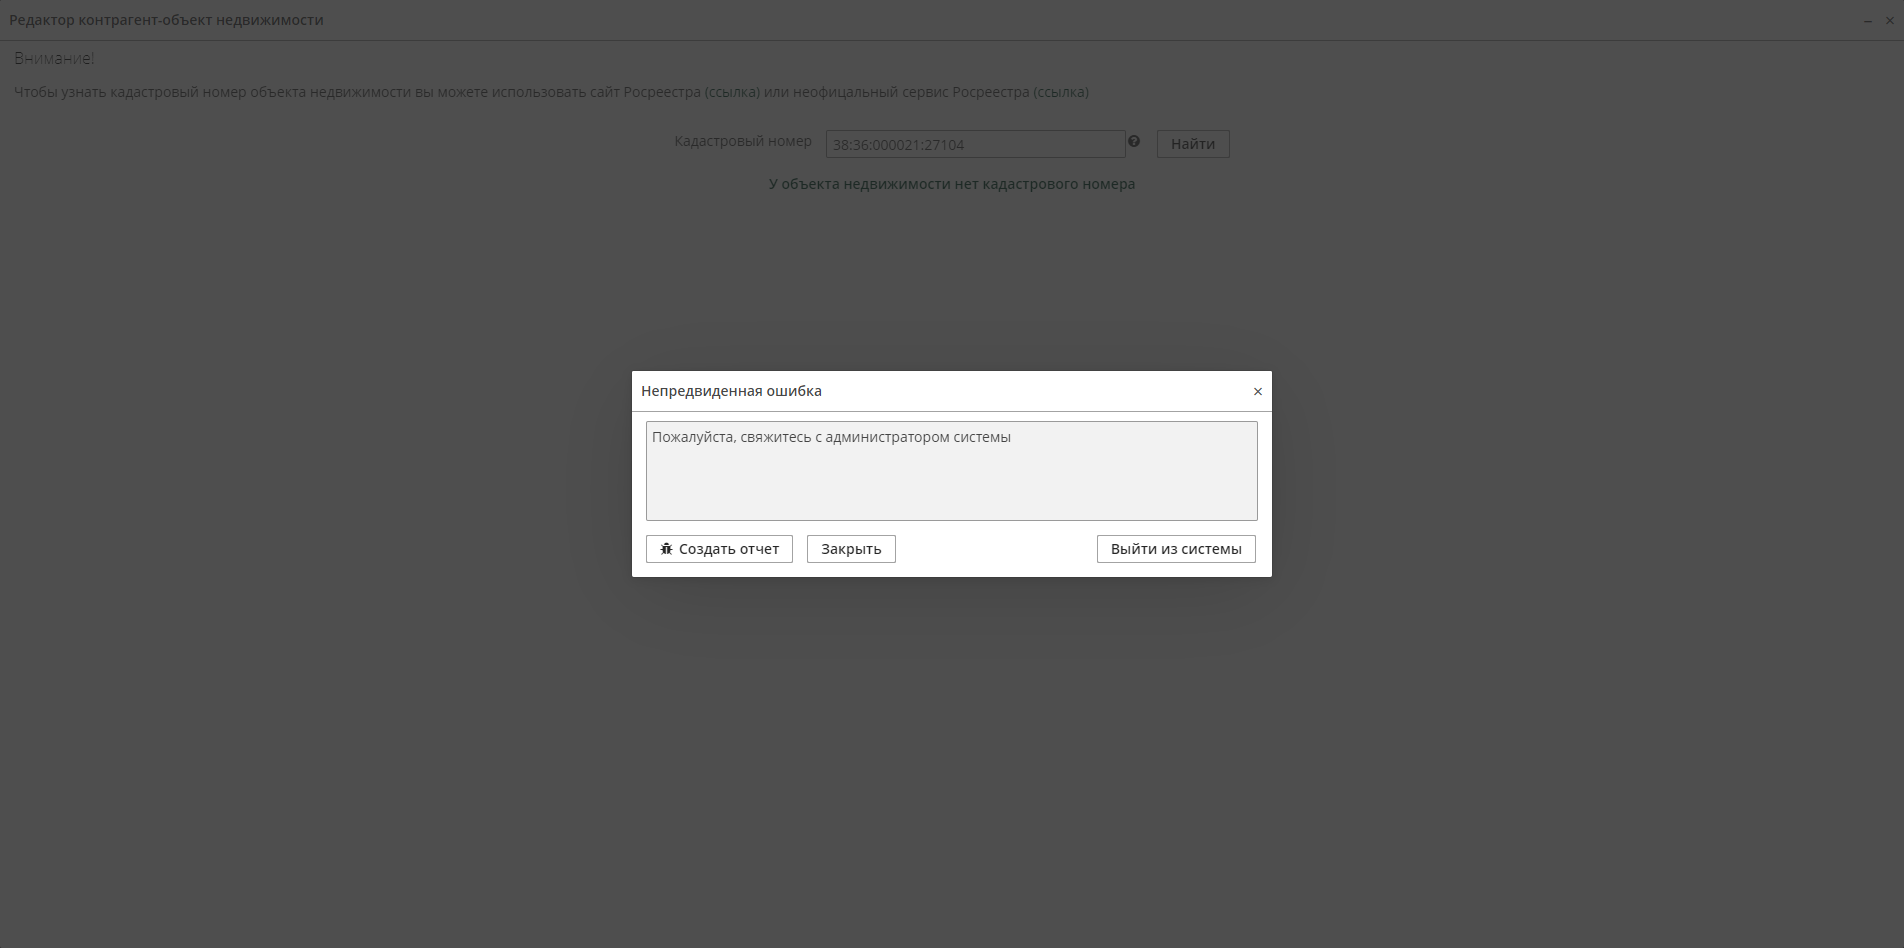 Редактор контрагент-объект недвижимости
Внимание!
Чтобы узнать кадастровый номер объекта недвижимости вы можете использовать сайт Росреестра (ссылка) или неофицальный сервис Росреестра (ссылка)
Кадастровый номер 38:36:000021:27104 Найти
У объекта недвижимости нет кадастрового номера
Непредвиденная ошибка
Пожалуйста, свяжитесь с администратором системы
Создать отчет Закрыть Выйти из системы